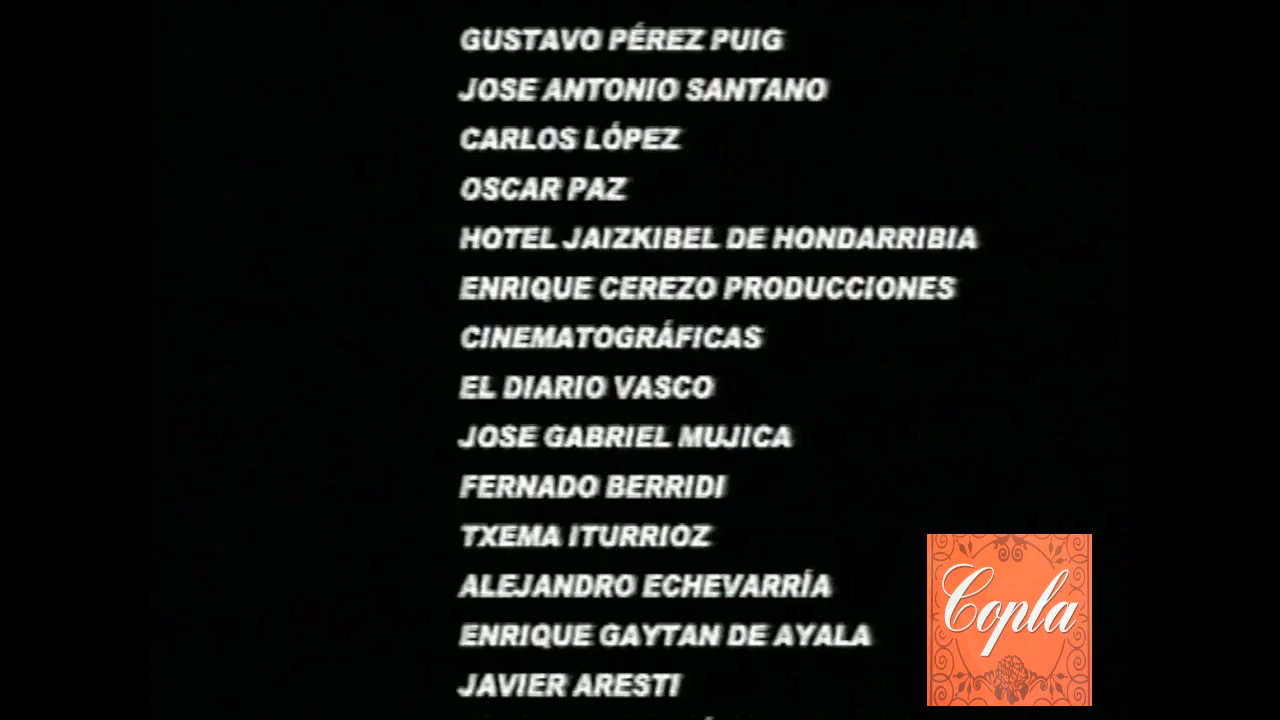 GUSTAVO PÉREZ PUIG
JOSE ANTONIO SANTANO
CARLOS LÓPEZ
OSCAR PAZ
HOTEL JAIZKIBEL DE HONDARRIBIA
ENRIQUE CEREZO PRODUCCIONES
CINEMATOGRÁFICAS
EL DIARIO VASCO
JOSE GABRIEL MUJICA
FERNADO BERRIDI
TXEMA ITURRIOZ
ALEJANDRO ECHEVARRÍA
ENRIQUE GAYTAN DE AYALA
JAVIER ARESTI
Copla